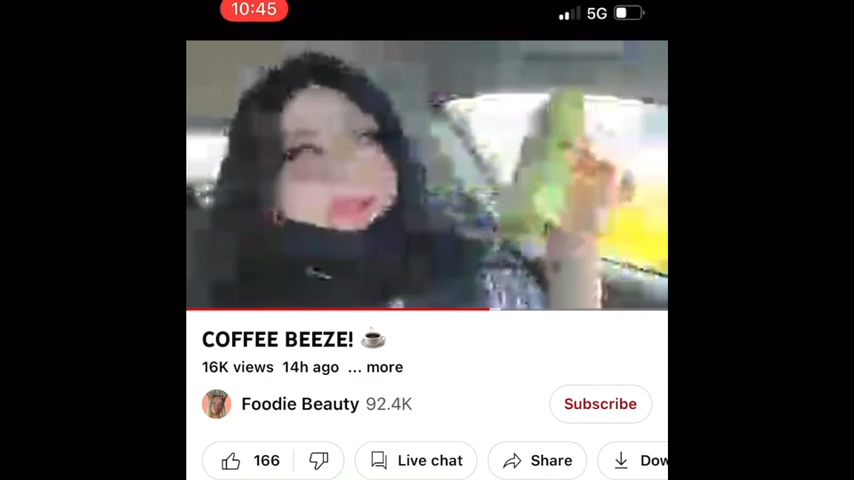 10:45
5G
COFFEE BEEZE! ☕
16K views 14h ago ... more
Foodie Beauty 92.4K
Subscribe
166
Live chat
Share
Dow